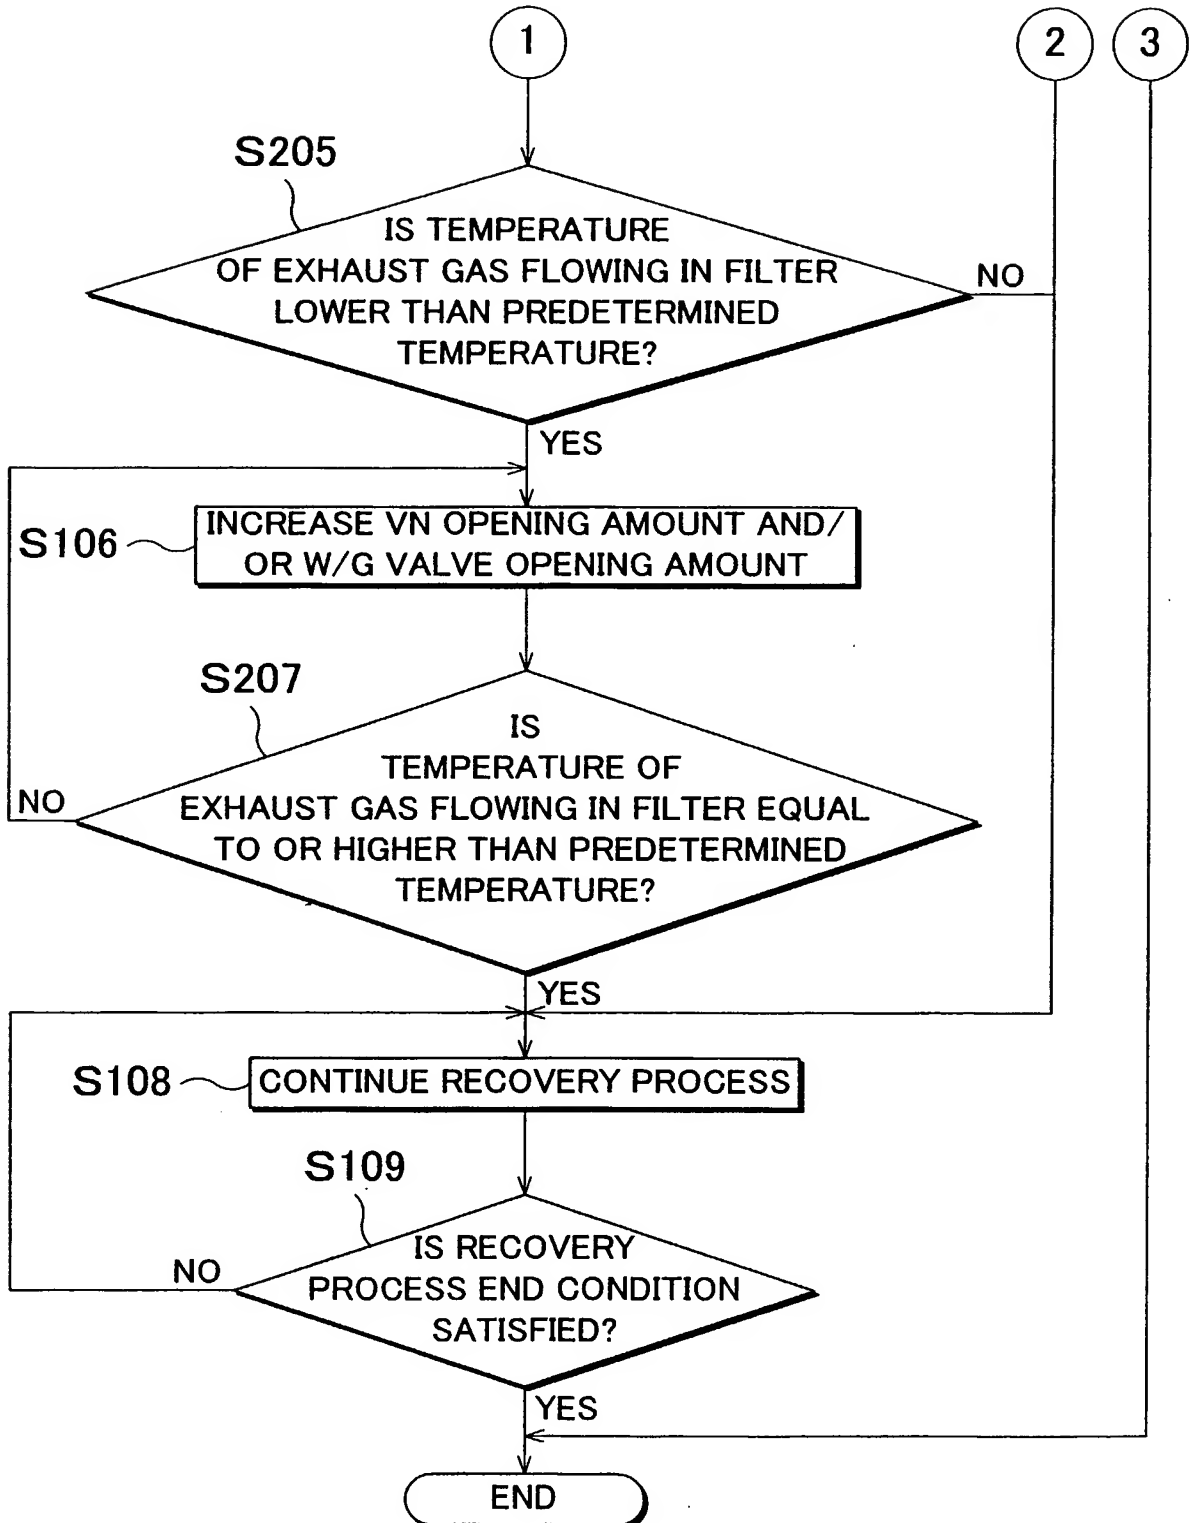 1
2
3
S205
IS TEMPERATURE
OF EXHAUST GAS FLOWING IN FILTER
LOWER THAN PREDETERMINED
TEMPERATURE?
NO
YES
S106
INCREASE VN OPENING AMOUNT AND/
OR W/G VALVE OPENING AMOUNT
S207
IS
TEMPERATURE OF
EXHAUST GAS FLOWING IN FILTER EQUAL
TO OR HIGHER THAN PREDETERMINED
TEMPERATURE?
NO
YES
S108
CONTINUE RECOVERY PROCESS
S109
IS RECOVERY
PROCESS END CONDITION
SATISFIED?
NO
YES
END